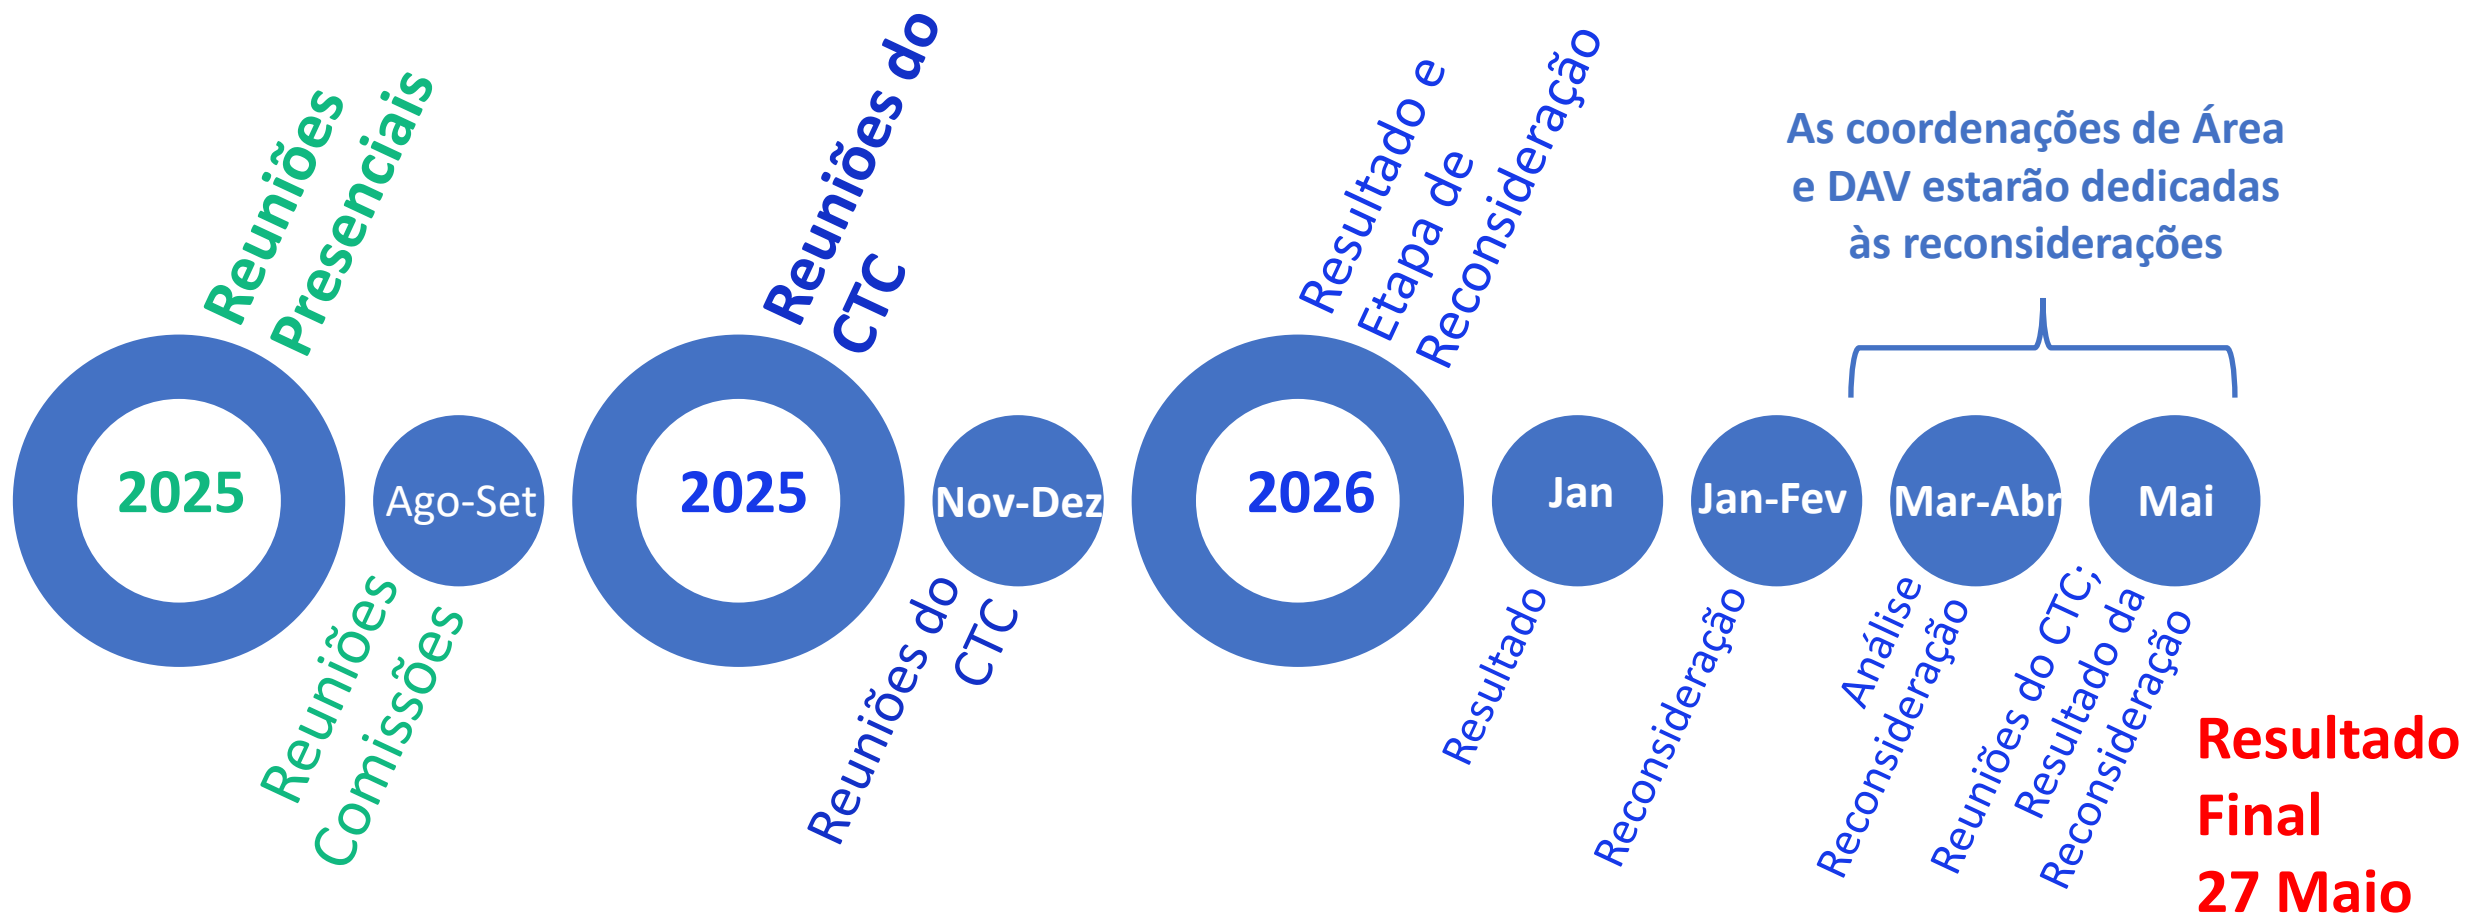 Reuniões
Presenciais
2025
Reuniões
Comissões
Ago-Set
Reuniões do
CTC
2025
Reuniões do
CTC
Nov-Dez
Resultado e
Etapa de
Reconsideração
2026
Jan
Resultado
Jan-Fev
Reconsideração
As coordenações de Área
e DAV estarão dedicadas
às reconsiderações
Mar-Abr
Análise
Reconsideração
Mai
Reuniões do CTC;
Resultado da
Reconsideração
Resultado
Final
27 Maio